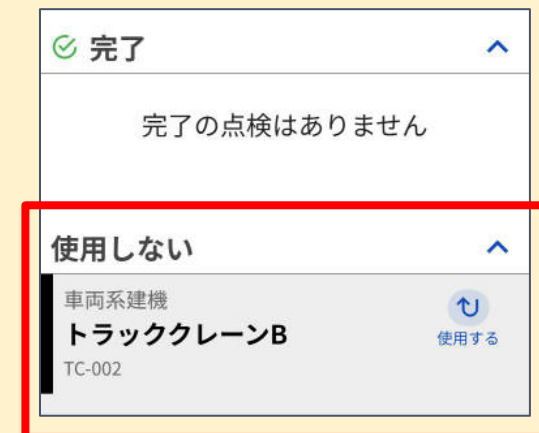 完了
完了の点検はありません
使用しない
車両系建機
トラッククレーンB
使用する
TC-002